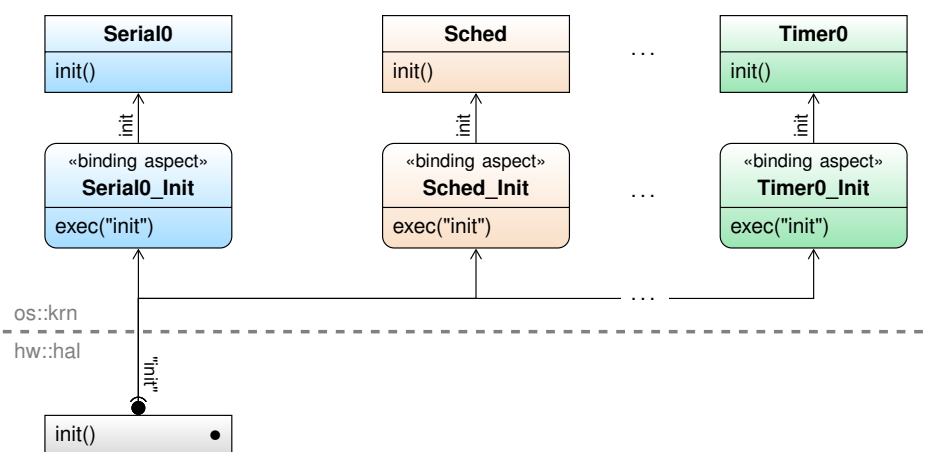 Serial0
Sched
Timer0
init()
init()
...
init()
init
init
init
«binding aspect»
«binding aspect»
«binding aspect»
Serial0_Init
Sched_Init
...
Timer0_Init
exec("init")
exec("init")
exec("init")
...
os::krn
hw::hal
"init"
init()